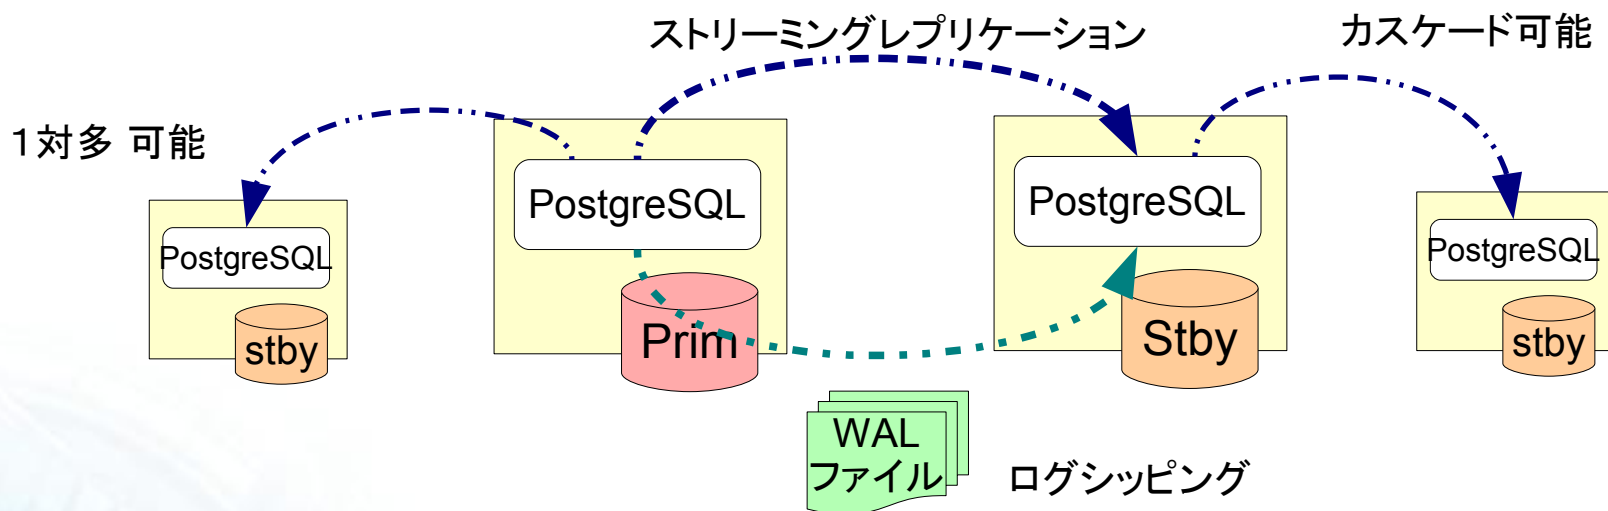 ストリーミングレプリケーション
カスケード可能
１対多 可能
PostgreSQL
stby
PostgreSQL
Prim
PostgreSQL
Stby
PostgreSQL
stby
WAL
ファイル
ログシッピング